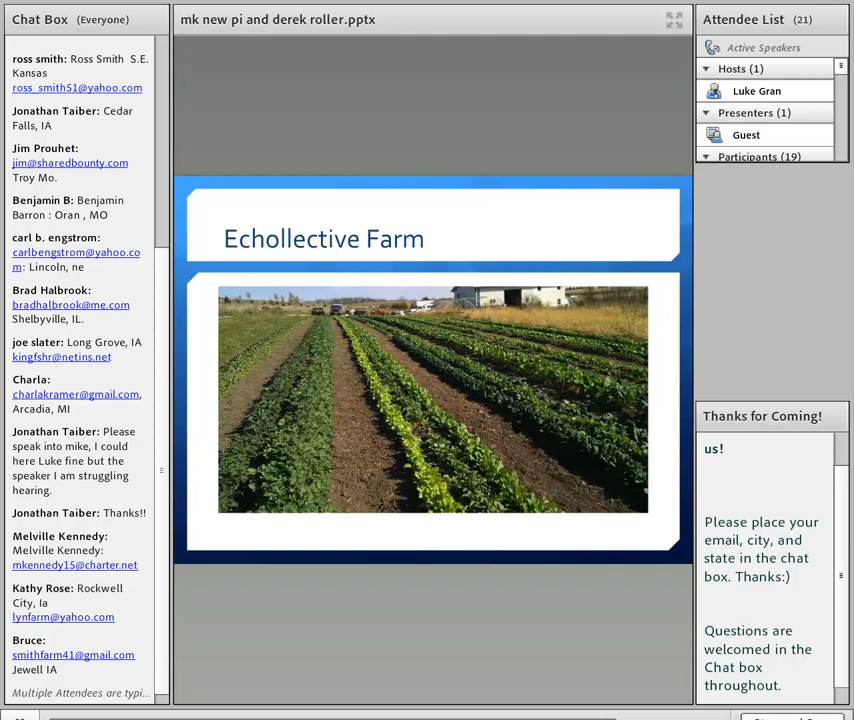 Chat Box (Everyone)
ross smith: Ross Smith S.E.
Kansas
ross_smith51@yahoo.com
Jonathan Taiber: Cedar
Falls, IA
Jim Prouhet:
jim@sharedbounty.com
Troy Mo.
Benjamin B: Benjamin
Barron : Oran , MO
carl b. engstrom:
carlbengstrom@yahoo.co
m: Lincoln, ne
Brad Halbrook:
bradhalbrook@me.com
Shelbyville, IL.
joe slater: Long Grove, IA
kingfshr@netins.net
Charla:
charlakramer@gmail.com,
Arcadia, MI
Jonathan Taiber: Please
speak into mike, I could
here Luke fine but the
speaker I am struggling
hearing.
Jonathan Taiber: Thanks!!
Melville Kennedy:
Melville Kennedy:
mkennedy15@charter.net
Kathy Rose: Rockwell
City, Ia
lynfarm@yahoo.com
Bruce:
smithfarm41@gmail.com
Jewell IA
Multiple Attendees are typi...
mk new pi and derek roller.pptx
Echollective Farm
Attendee List (21)
Active Speakers
Hosts (1)
Luke Gran
Presenters (1)
Guest
Participants (19)
Thanks for Coming!
us!
Please place your
email, city, and
state in the chat
box. Thanks:)
Questions are
welcomed in the
Chat box
throughout.